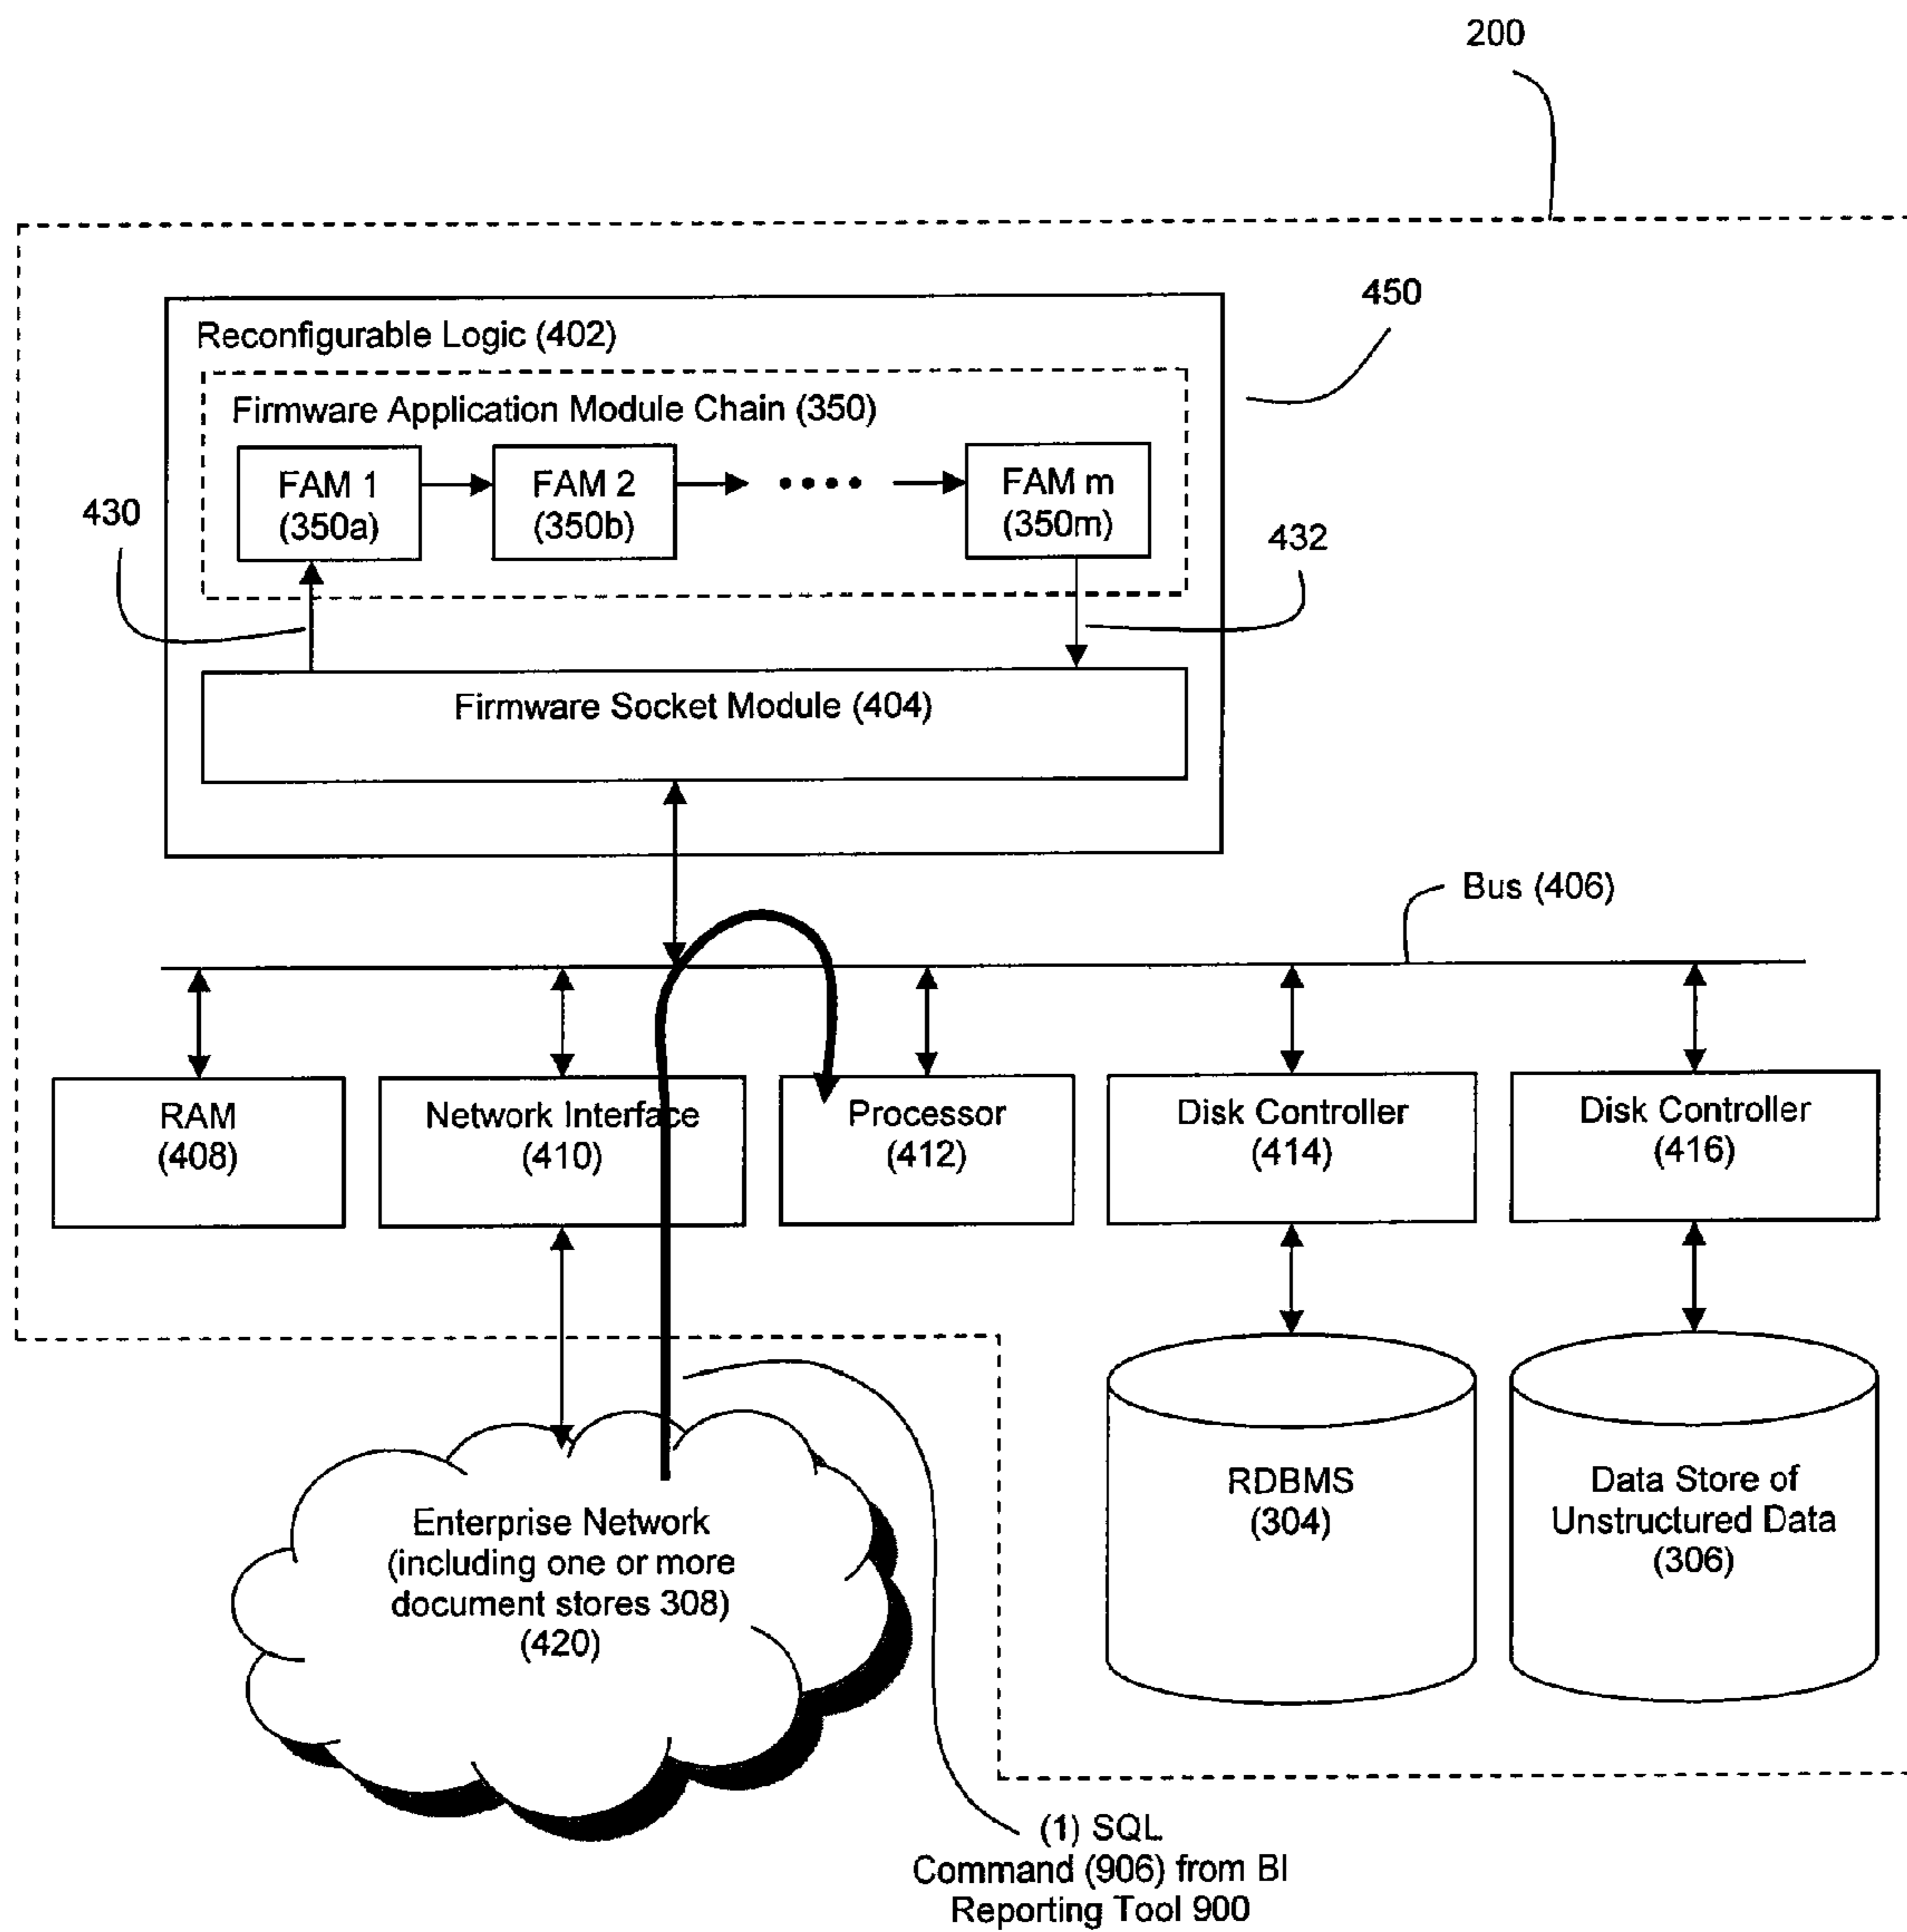 200
450
Reconfigurable Logic (402)
Firmware Application Module Chain (350)
FAM 1
(350a)
FAM 2
(350b)
FAM m
(350m)
430
432
Firmware Socket Module (404)
Bus (406)
RAM
(408)
Network Interface
(410)
Processor
(412)
Disk Controller
(414)
Disk Controller
(416)
Enterprise Network
(including one or more
document stores 308)
(420)
RDBMS
(304)
Data Store of
Unstructured Data
(306)
(1) SQL
Command (906) from BI
Reporting Tool 900